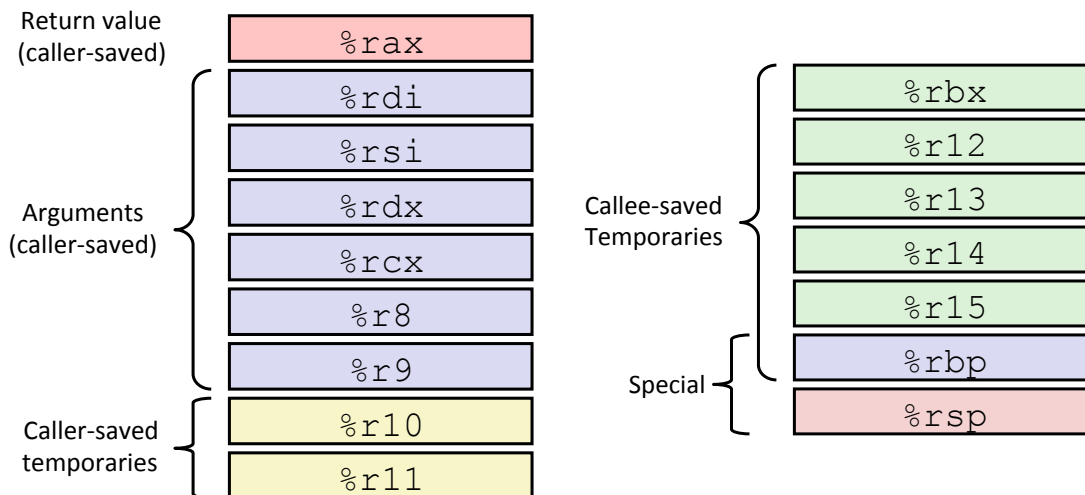 Return value
(caller-saved)
%rax
Arguments
(caller-saved)
%rdi
%rsi
%rdx
%rcx
%r8
%r9
Caller-saved
temporaries
%r10
%r11
Callee-saved
Temporaries
%rbx
%r12
%r13
%r14
%r15
Special
%rbp
%rsp